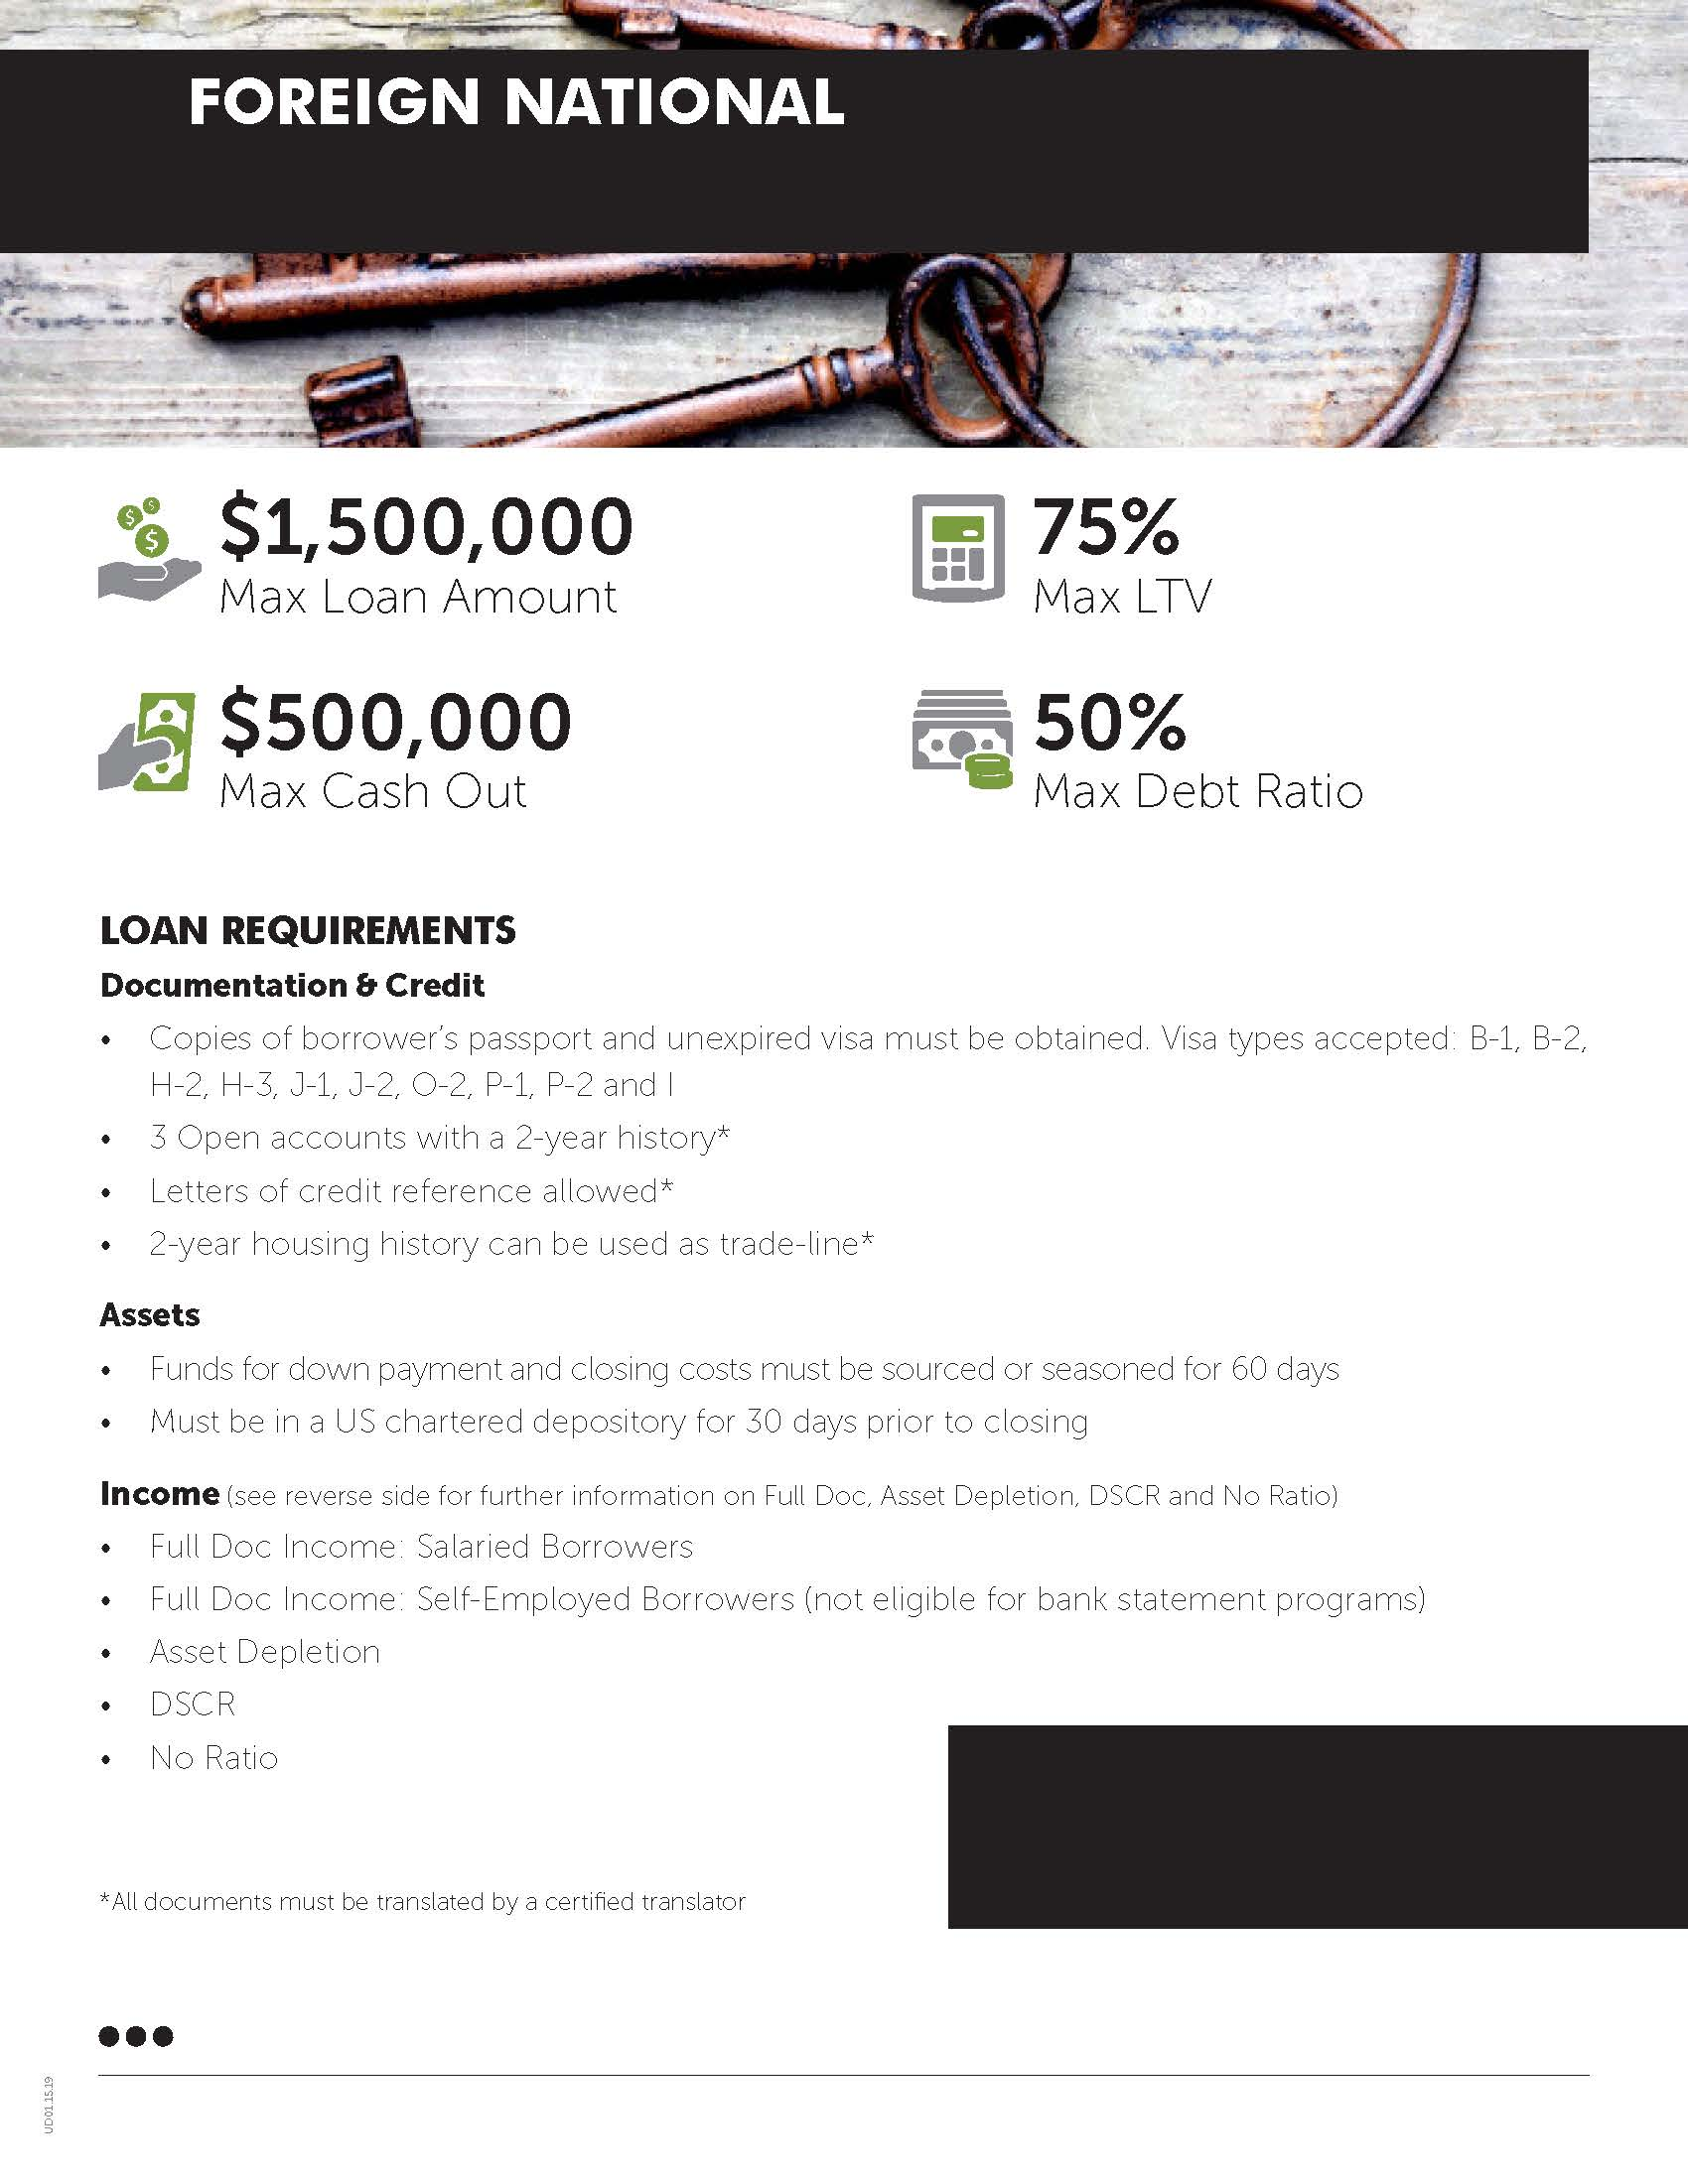 FOREIGN NATIONAL
$1,500,000
Max Loan Amount
75%
Max LTV
$500,000
Max Cash Out
50%
Max Debt Ratio
LOAN REQUIREMENTS
Documentation & Credit
• Copies of borrower’s passport and unexpired visa must be obtained. Visa types accepted: B-1, B-2,
H-2, H-3, J-1, J-2, O-2, P-1, P-2 and I
• 3 Open accounts with a 2-year history*
• Letters of credit reference allowed*
• 2-year housing history can be used as trade-line*
Assets
• Funds for down payment and closing costs must be sourced or seasoned for 60 days
• Must be in a US chartered depository for 30 days prior to closing
Income (see reverse side for further information on Full Doc, Asset Depletion, DSCR and No Ratio)
• Full Doc Income: Salaried Borrowers
• Full Doc Income: Self-Employed Borrowers (not eligible for bank statement programs)
• Asset Depletion
• DSCR
• No Ratio
*All documents must be translated by a certified translator
UD01.15.19